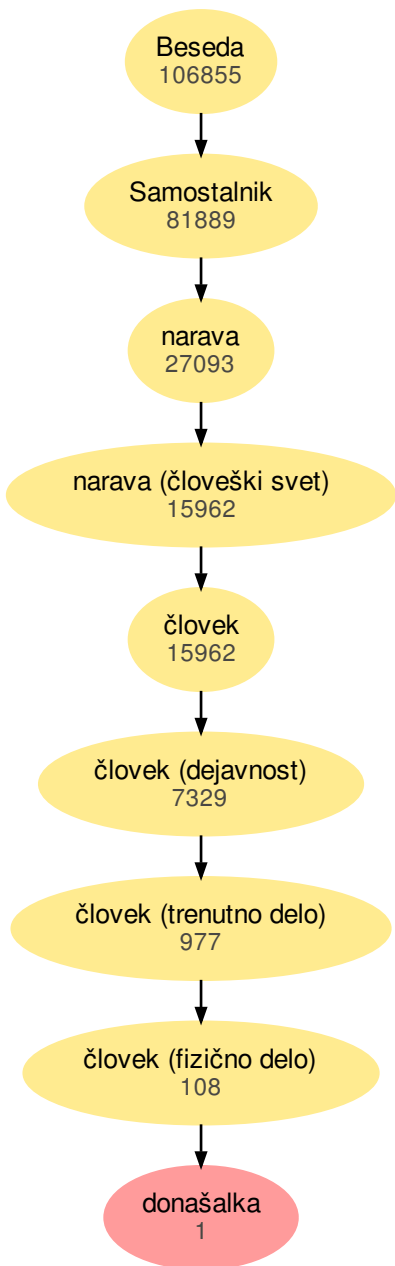 Beseda
106855
Samostalnik
81889
narava
27093
narava (človeški svet)
15962
človek
15962
človek (dejavnost)
7329
človek (trenutno delo)
977
človek (fizično delo)
108
donašalka
1